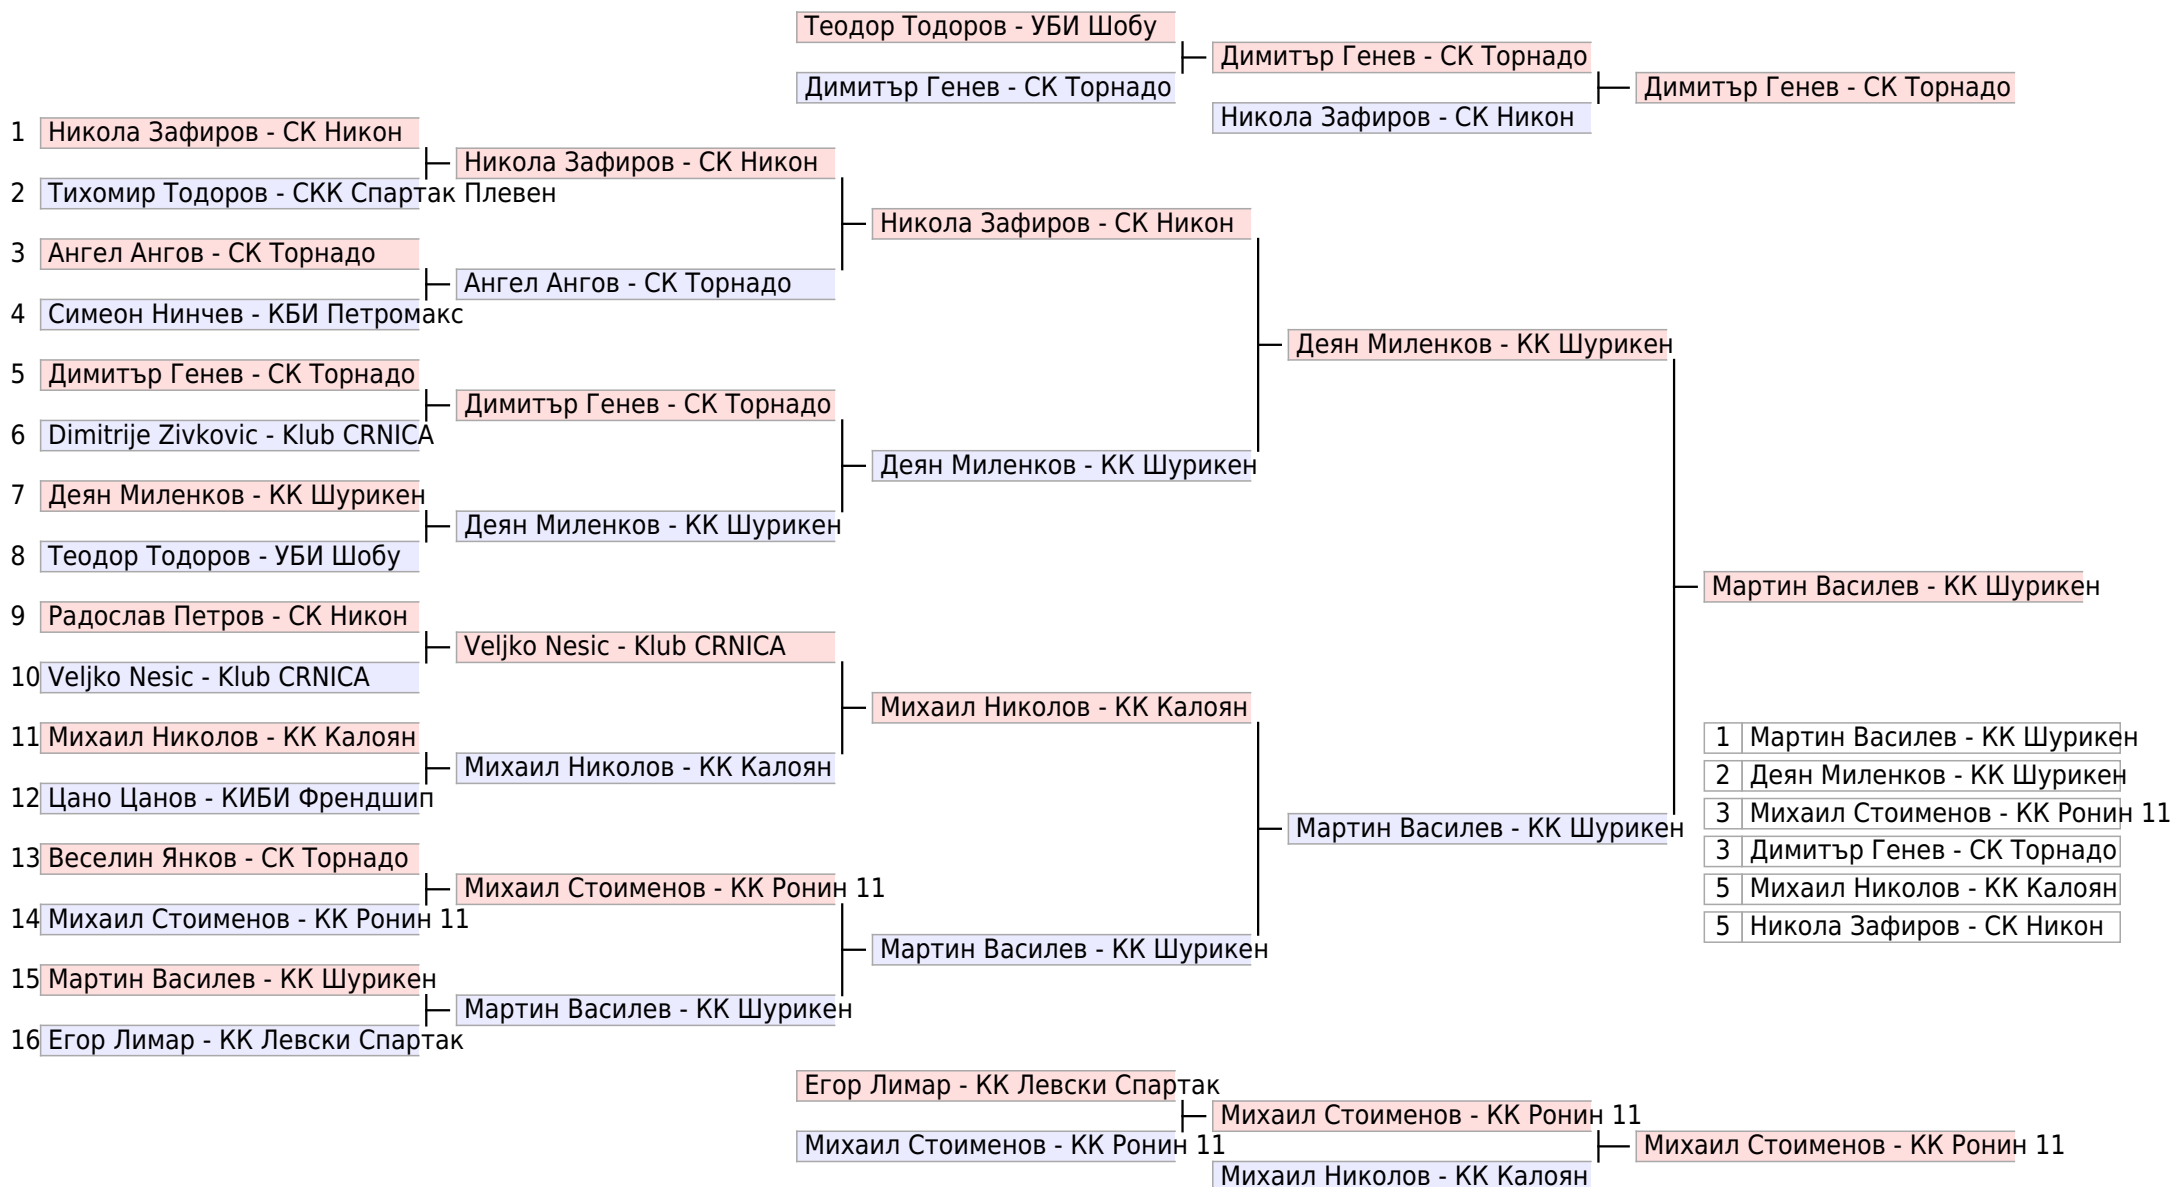 Теодор Тодоров - УБИ Шобу
Димитър Генев - СК Торнадо
Димитър Генев - СК Торнадо
Димитър Генев - СК Торнадо
Никола Зафиров - СК Никон
1 Никола Зафиров - СК Никон
Никола Зафиров - СК Никон
2 Тихомир Тодоров - СКК Спартак Плевен
Никола Зафиров - СК Никон
3 Ангел Ангов - СК Торнадо
Ангел Ангов - СК Торнадо
4 Симеон Нинчев - КБИ Петромакс
Деян Миленков - КК Шурикен
5 Димитър Генев - СК Торнадо
Димитър Генев - СК Торнадо
6 Dimitrije Zivkovic - Klub CRNICA
Деян Миленков - КК Шурикен
7 Деян Миленков - КК Шурикен
Деян Миленков - КК Шурикен
8 Теодор Тодоров - УБИ Шобу
Мартин Василев - КК Шурикен
9 Радослав Петров - СК Никон
Veljko Nesic - Klub CRNICA
10 Veljko Nesic - Klub CRNICA
Михаил Николов - КК Калоян
11 Михаил Николов - КК Калоян
Михаил Николов - КК Калоян
12 Цано Цанов - КИБИ Френдшип
Мартин Василев - КК Шурикен
13 Веселин Янков - СК Торнадо
Михаил Стоименов - КК Ронин 11
14 Михаил Стоименов - КК Ронин 11
Мартин Василев - КК Шурикен
15 Мартин Василев - КК Шурикен
Мартин Василев - КК Шурикен
16 Егор Лимар - КК Левски Спартак
1 Мартин Василев - КК Шурикен
2 Деян Миленков - КК Шурикен
3 Михаил Стоименов - КК Ронин 11
3 Димитър Генев - СК Торнадо
5 Михаил Николов - КК Калоян
5 Никола Зафиров - СК Никон
Егор Лимар - КК Левски Спартак
Михаил Стоименов - КК Ронин 11
Михаил Стоименов - КК Ронин 11
Михаил Стоименов - КК Ронин 11
Михаил Николов - КК Калоян